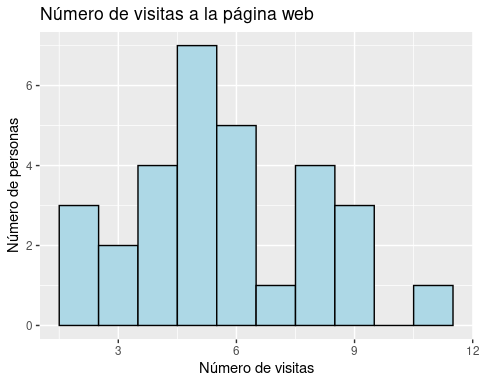 Número de visitas a la página web
Número de personas
6
4
2
0
3 6 9 12
Número de visitas